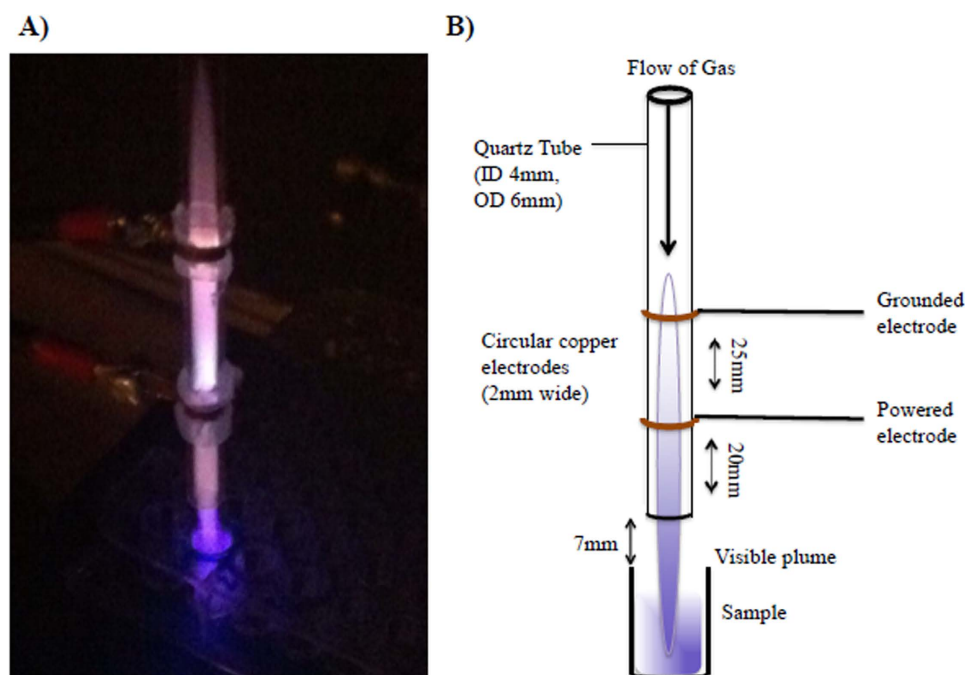 A)
B)
Flow of Gas
Quartz Tube
(ID 4mm,
OD 6mm)
Grounded
electrode
Circular copper
electrodes
(2mm wide)
25mm
Powered
electrode
20mm
7mm
Visible plume
Sample